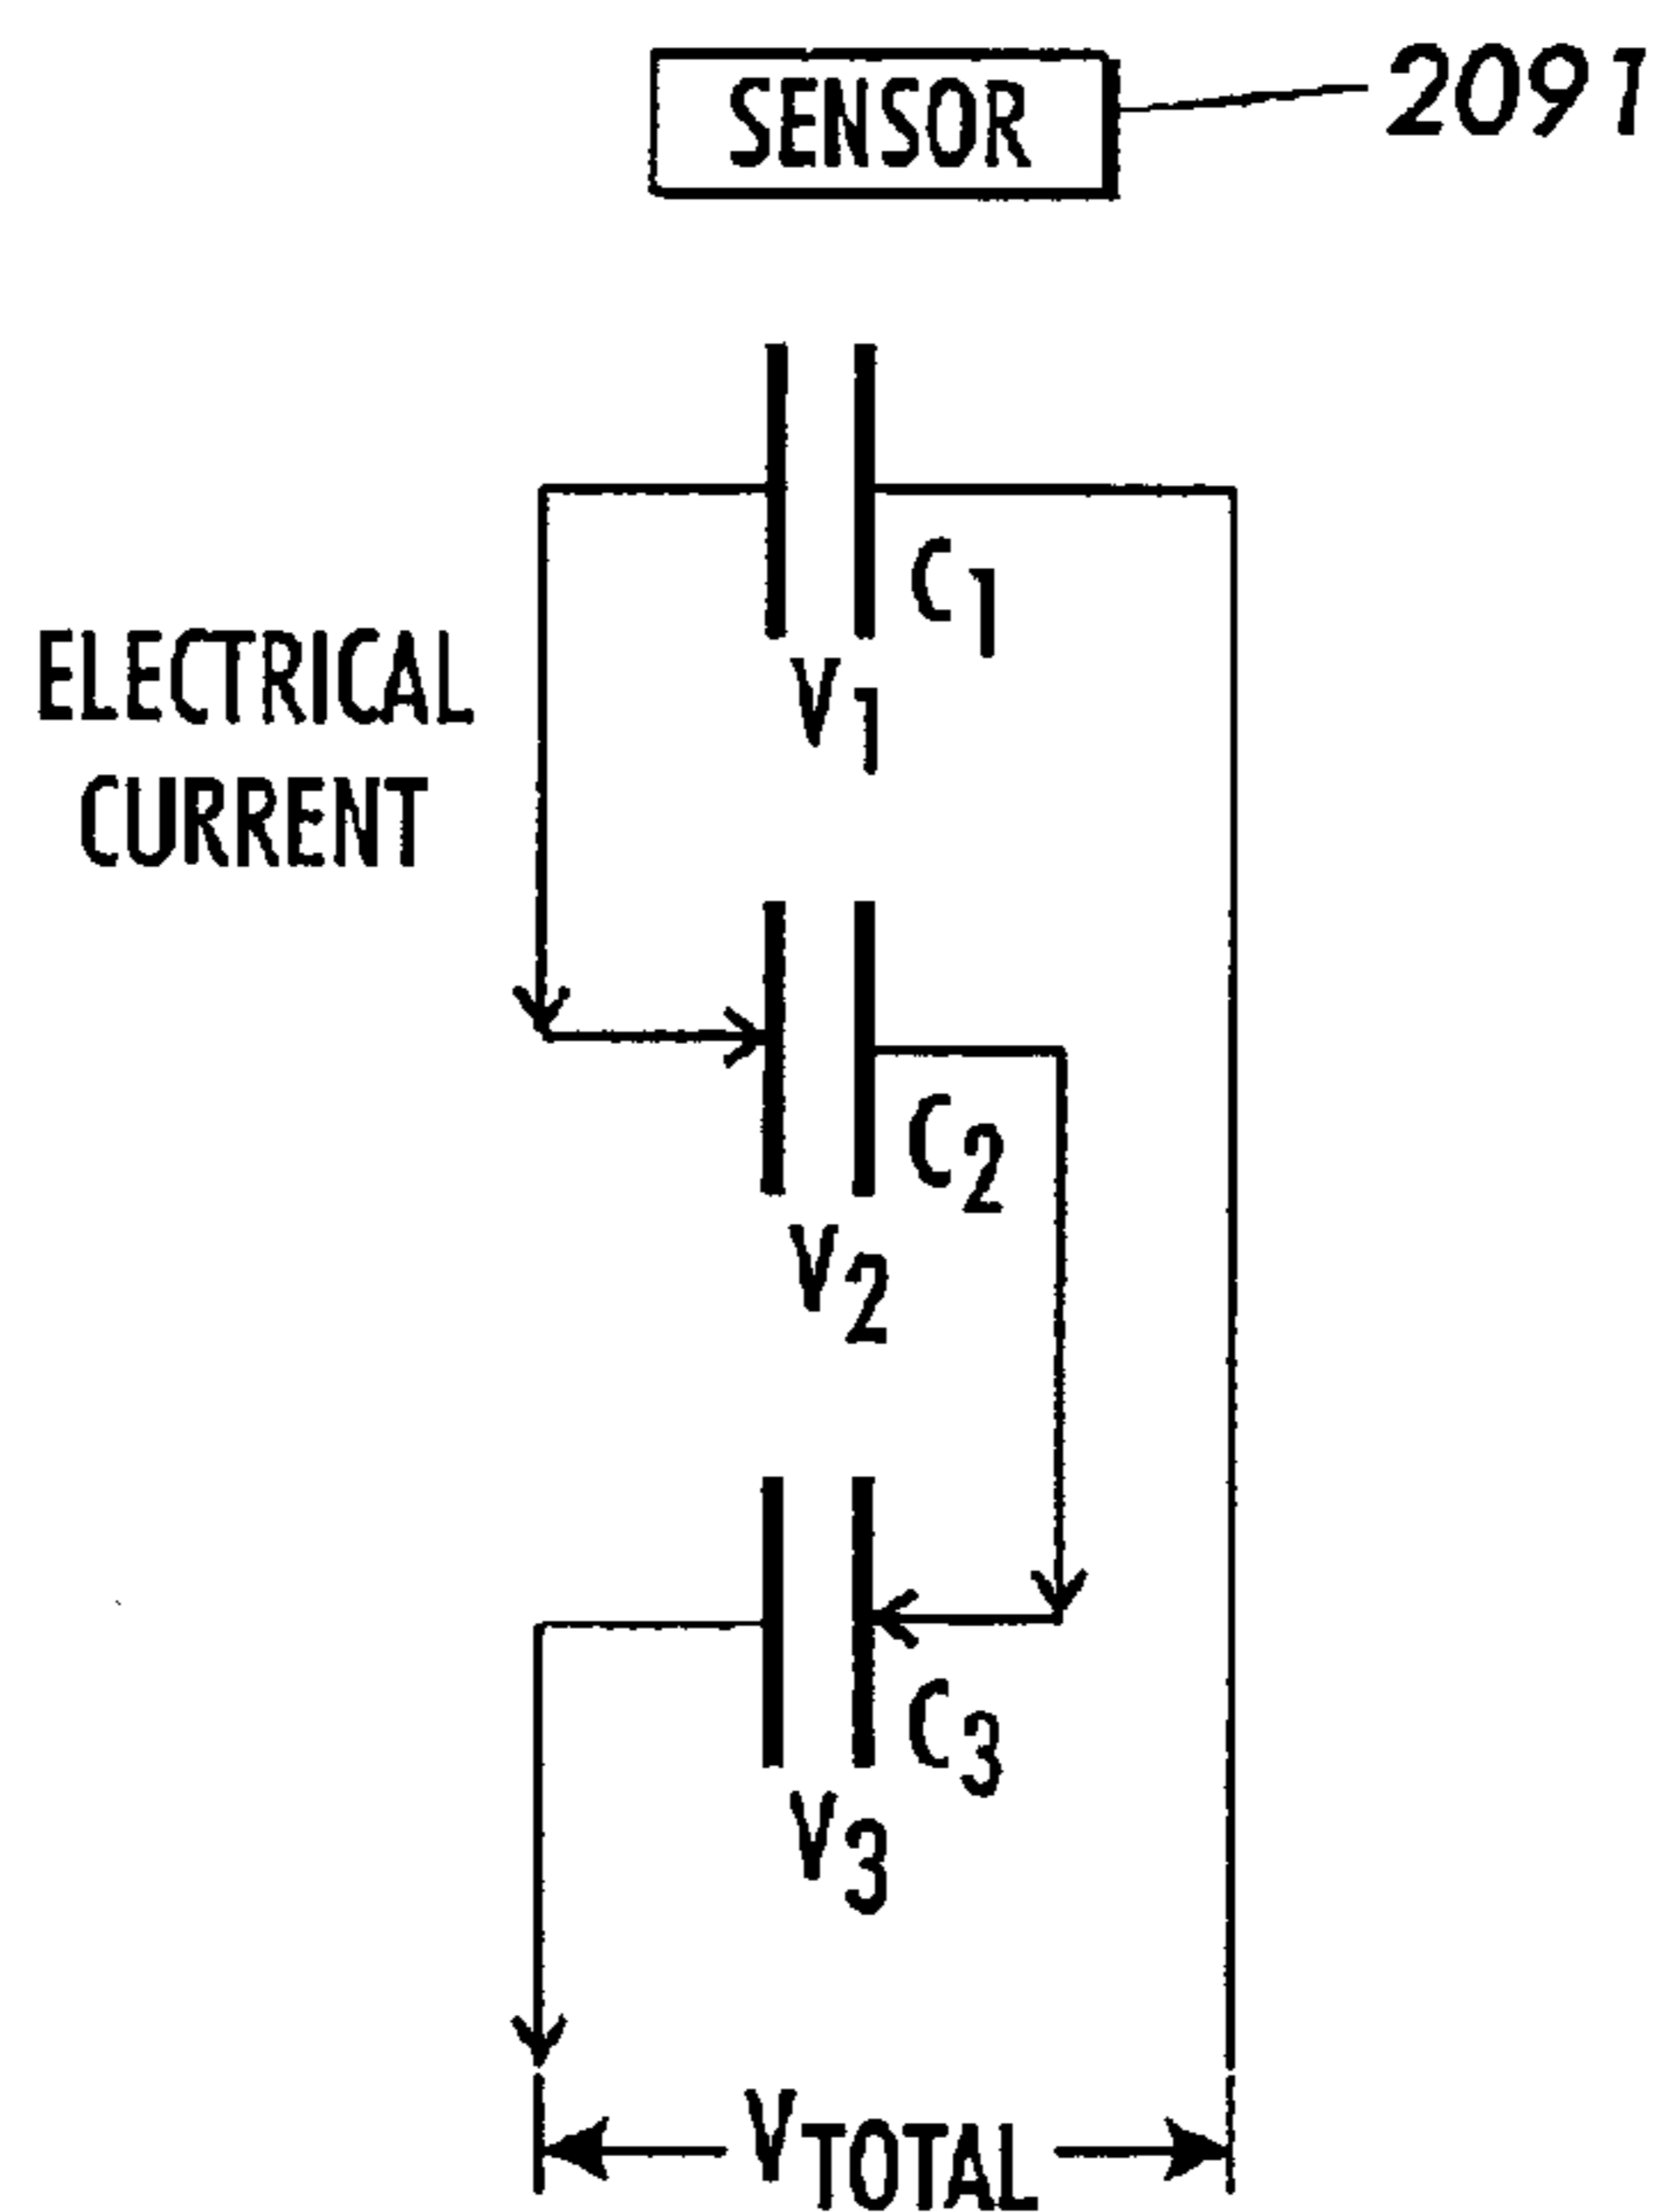 SENSOR
2091
C1
ELECTRICAL
CURRENT
V1
C2
V2
C3
V3
VTOTAL